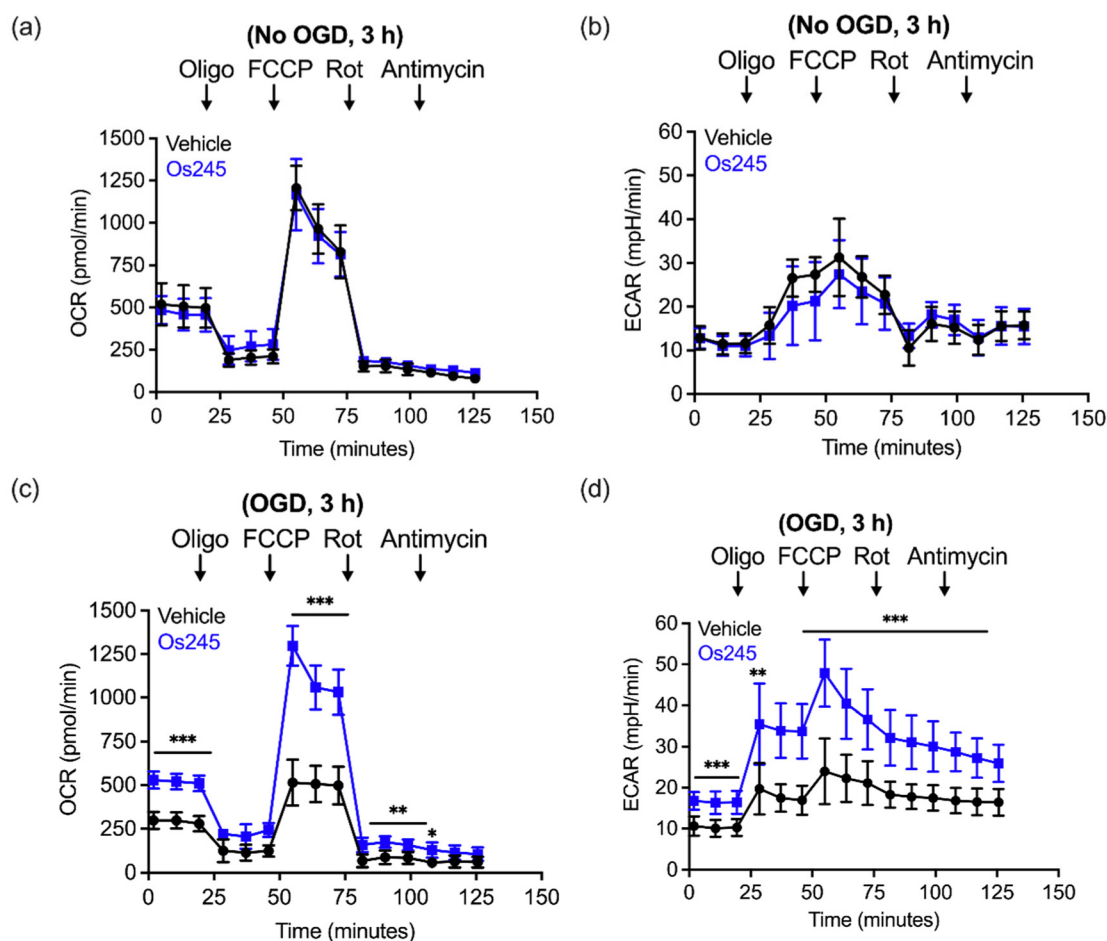 (a)
(No OGD, 3 h)
Oligo FCCP Rot Antimycin
Vehicle
Os245
OCR (pmol/min)
1500
1250
1000
750
500
250
0
0 25 50 75 100 125 150
Time (minutes)
(b)
(No OGD, 3 h)
Oligo FCCP Rot Antimycin
Vehicle
Os245
ECAR (mpH/min)
60
50
40
30
20
10
0
0 25 50 75 100 125 150
Time (minutes)
(c)
(OGD, 3 h)
Oligo FCCP Rot Antimycin
Vehicle
Os245
***
***
**
*
OCR (pmol/min)
1500
1250
1000
750
500
250
0
0 25 50 75 100 125 150
Time (minutes)
(d)
(OGD, 3 h)
Oligo FCCP Rot Antimycin
Vehicle
Os245
***
**
***
ECAR (mpH/min)
60
50
40
30
20
10
0
0 25 50 75 100 125 150
Time (minutes)